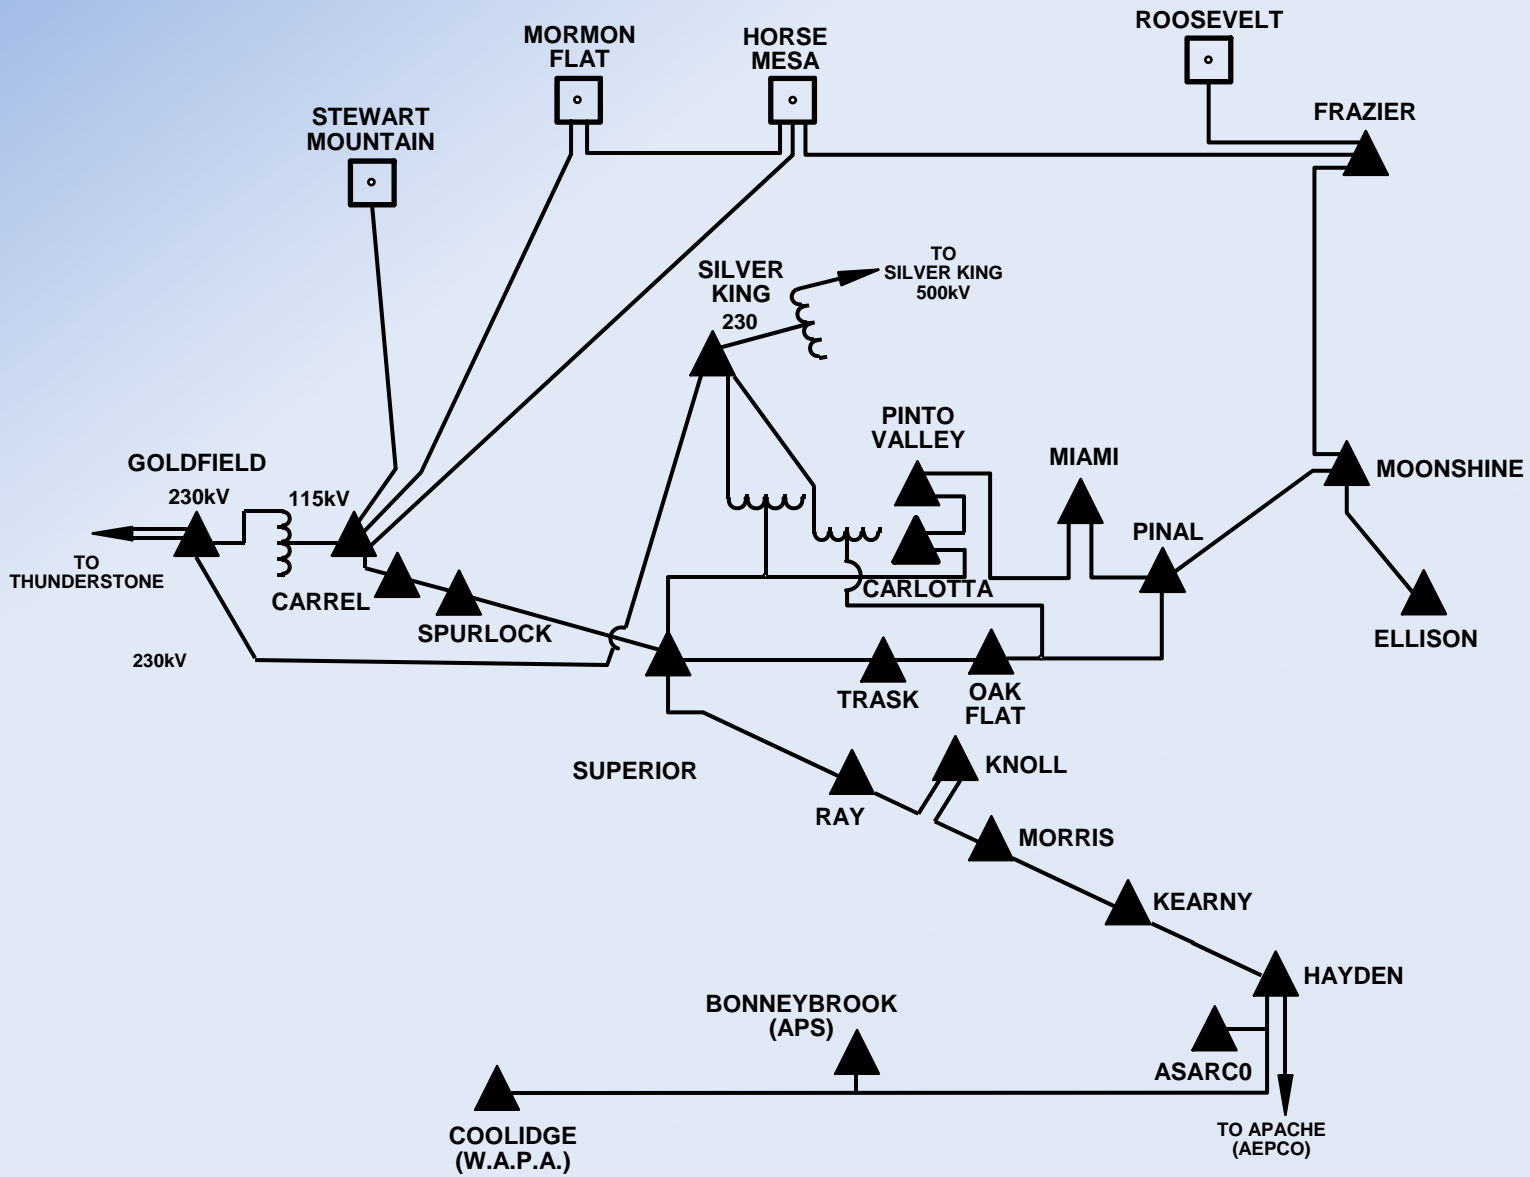 ROOSEVELT
MORMON
FLAT
HORSE
MESA
STEWART
MOUNTAIN
FRAZIER
SILVER
KING
230
TO
SILVER KING
500kV
PINTO
VALLEY
MIAMI
MOONSHINE
GOLDFIELD
230kV
115kV
TO
THUNDERSTONE
PINAL
CARREL
CARLOTTA
SPURLOCK
ELLISON
230kV
TRASK
OAK
FLAT
SUPERIOR
KNOLL
RAY
MORRIS
KEARNY
HAYDEN
BONNEYBROOK
(APS)
ASARC0
COOLIDGE
(W.A.P.A.)
TO APACHE
(AEPCO)